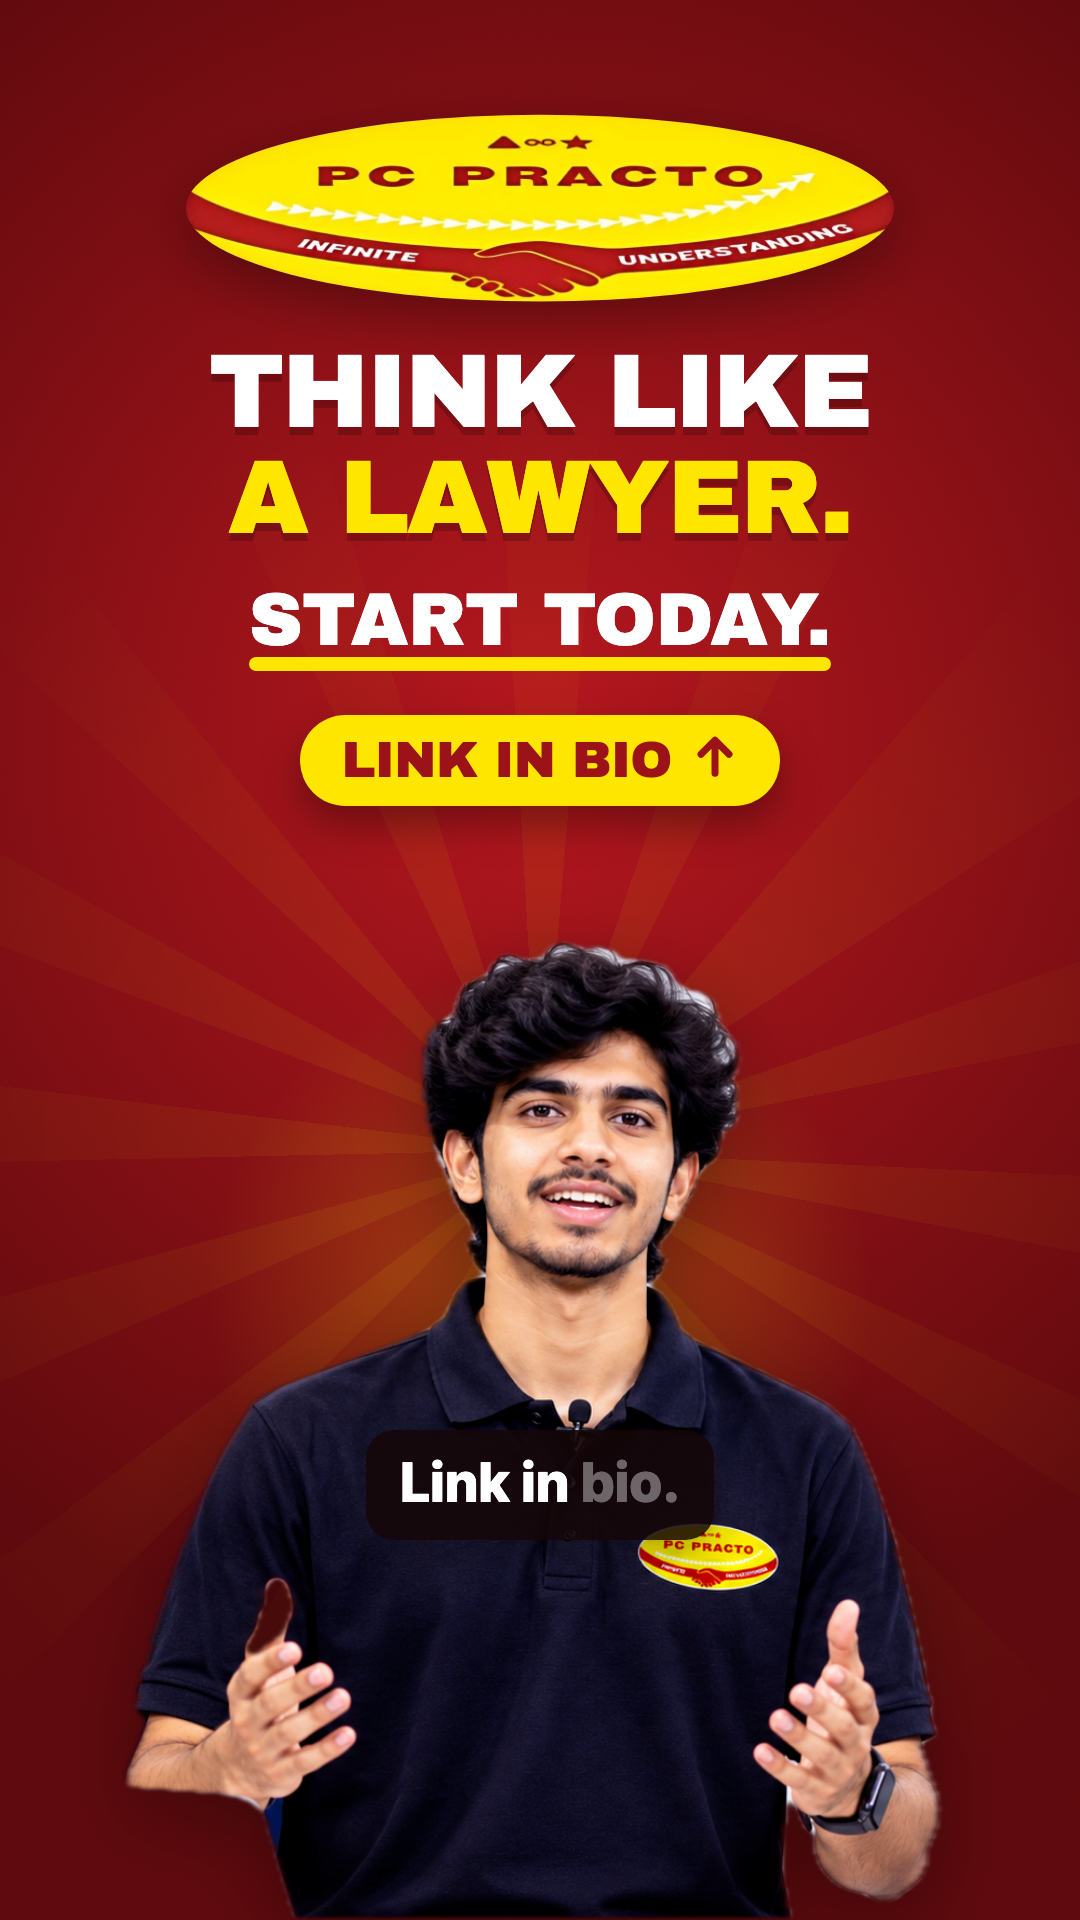 PC PRACTO
INFINITE UNDERSTANDING
THINK LIKE
A LAWYER.
START TODAY.
LINK IN BIO ↑
Link in bio.
PC PRACTO